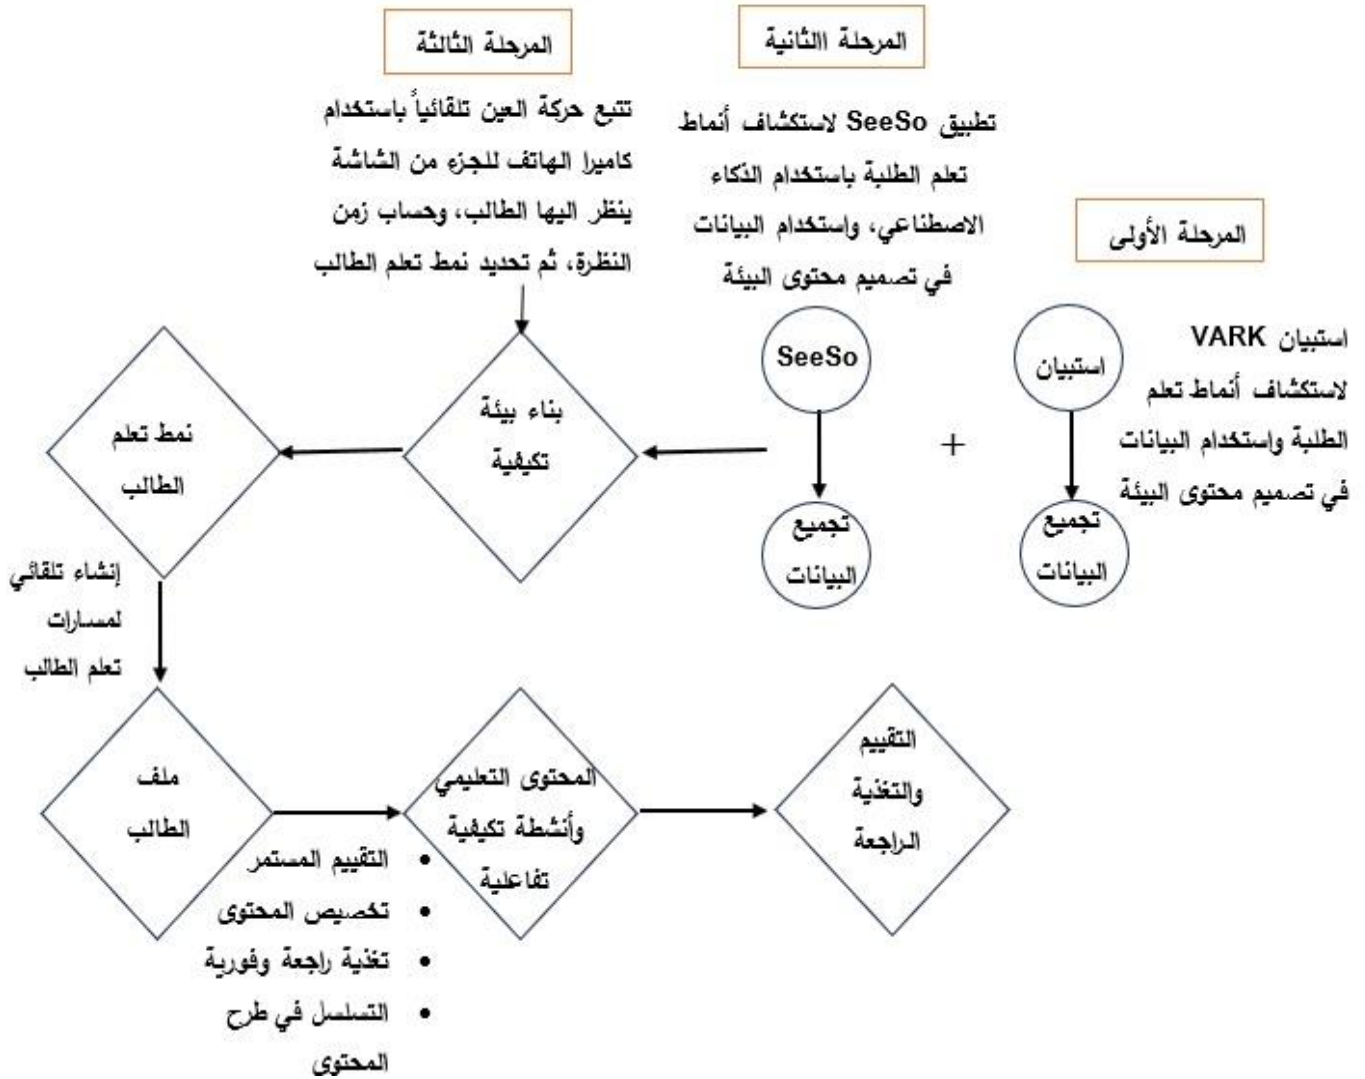 المرحلة الأولى
استبيان VARK
لاستكشاف أنماط تعلم
الطلبة واستخدام البيانات
في تصميم محتوى البيئة
استبيان
تجميع
البيانات
+
المرحلة االثانية
تطبيق SeeSo لاستكشاف أنماط
تعلم الطلبة باستخدام الذكاء
الاصطناعي، واستخدام البيانات
في تصميم محتوى البيئة
SeeSo
تجميع
البيانات
المرحلة الثالثة
تتبع حركة العين تلقائياً باستخدام
كاميرا الهاتف للجزء من الشاشة
ينظر اليها الطالب، وحساب زمن
النظرة، ثم تحديد نمط تعلم الطالب
بناء بيئة
تكيفية
نمط تعلم
الطالب
إنشاء تلقائي
لمسارات
تعلم الطالب
ملف
الطالب
• التقييم المستمر
• تخصيص المحتوى
• تغذية راجعة وفورية
• التسلسل في طرح
المحتوى
المحتوى التعليمي
وأنشطة تكيفية
تفاعلية
التقييم
والتغذية
الراجعة